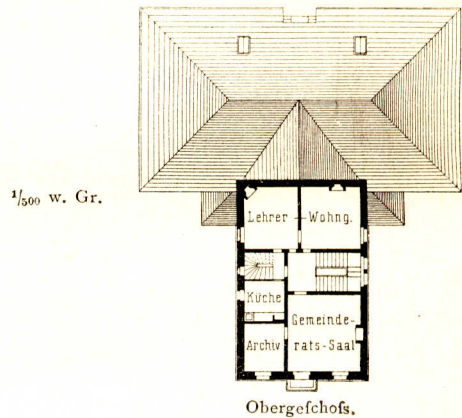 1/500 w. Gr.
Lehrer Wohng.
Küche
Gemeinde-
rats-Saal
Archiv
Obergeſchoſs.